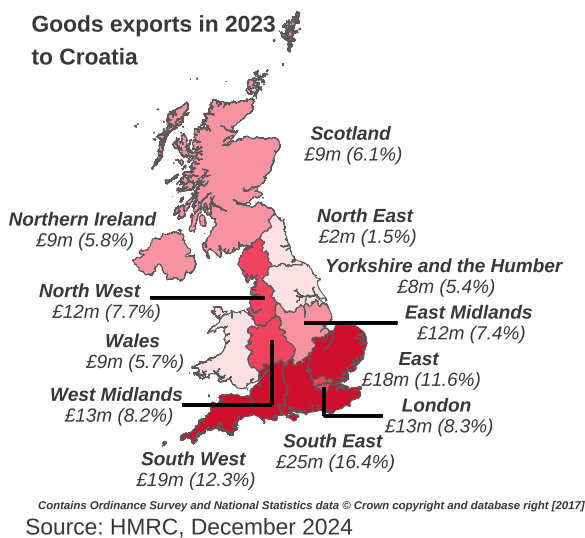 Goods exports in 2023
to Croatia
Scotland
£9m (6.1%)
Northern Ireland
£9m (5.8%)
North East
£2m (1.5%)
Yorkshire and the Humber
£8m (5.4%)
North West
£12m (7.7%)
East Midlands
£12m (7.4%)
Wales
£9m (5.7%)
East
£18m (11.6%)
West Midlands
£13m (8.2%)
London
£13m (8.3%)
South East
£25m (16.4%)
South West
£19m (12.3%)
Contains Ordinance Survey and National Statistics data © Crown copyright and database right [2017]
Source: HMRC, December 2024